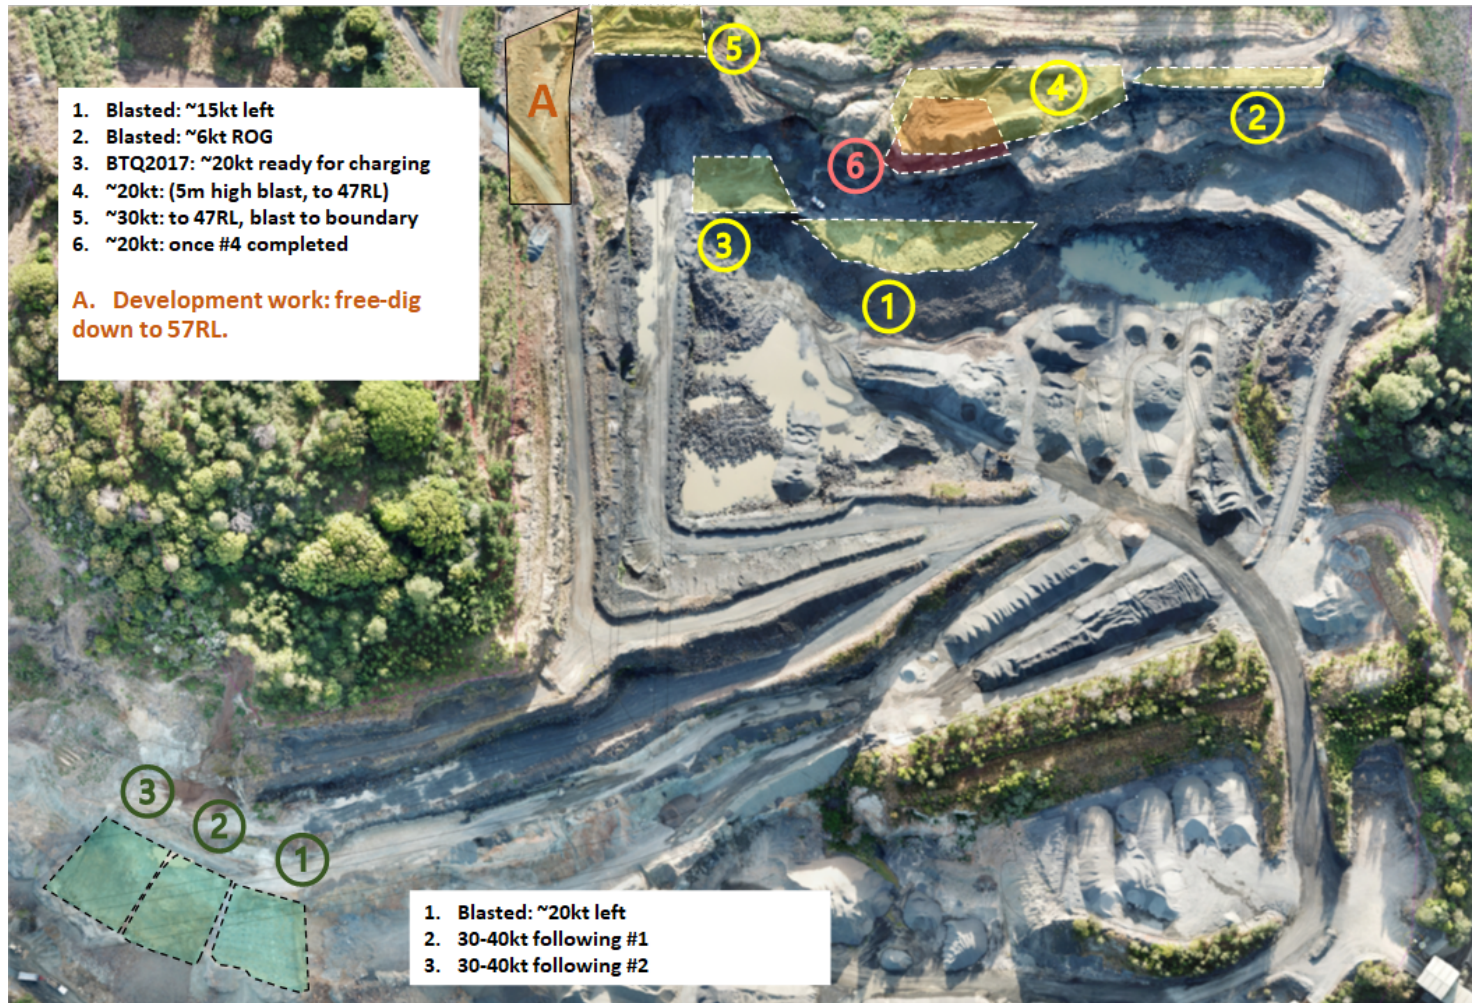 1. Blasted: ~15kt left
2. Blasted: ~6kt ROG
3. BTQ2017: ~20kt ready for charging
4. ~20kt: (5m high blast, to 47RL)
5. ~30kt: to 47RL, blast to boundary
6. ~20kt: once #4 completed
A. Development work: free-dig
down to 57RL.
A
5
4
2
6
3
1
3
2
1
1. Blasted: ~20kt left
2. 30-40kt following #1
3. 30-40kt following #2